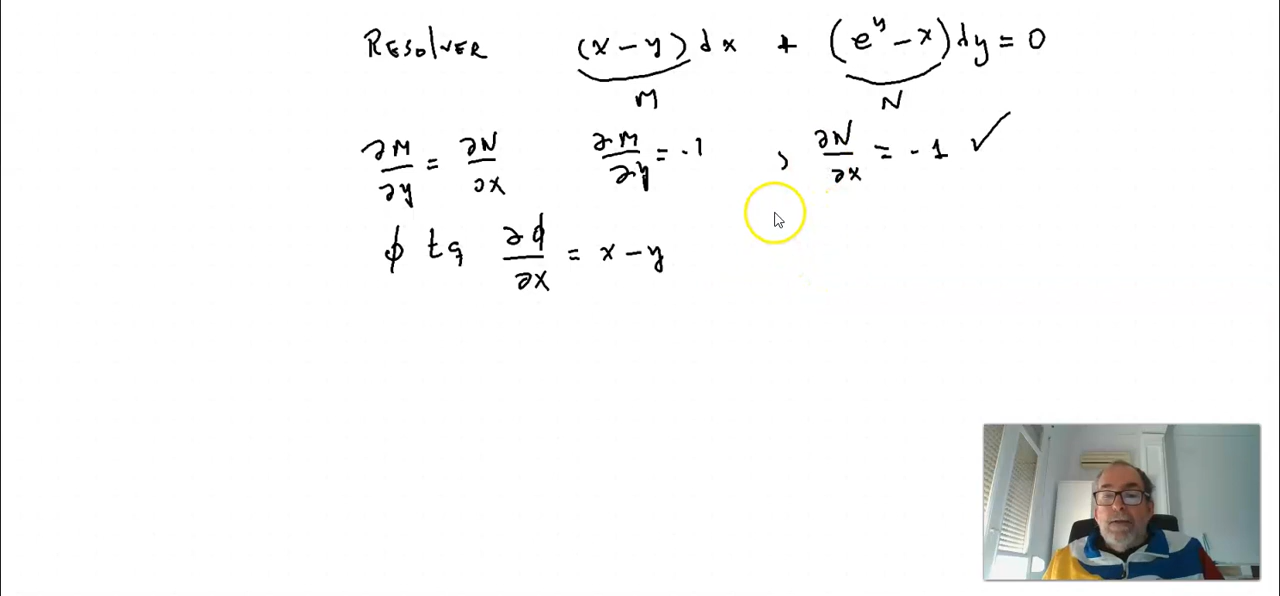 RESOLVER (x - y) dx + (e^y - x) dy = 0
M N
∂M/∂y = ∂N/∂x ∂M/∂y = -1 , ∂N/∂x = -1 ✓
ϕ tq ∂ϕ/∂x = x - y